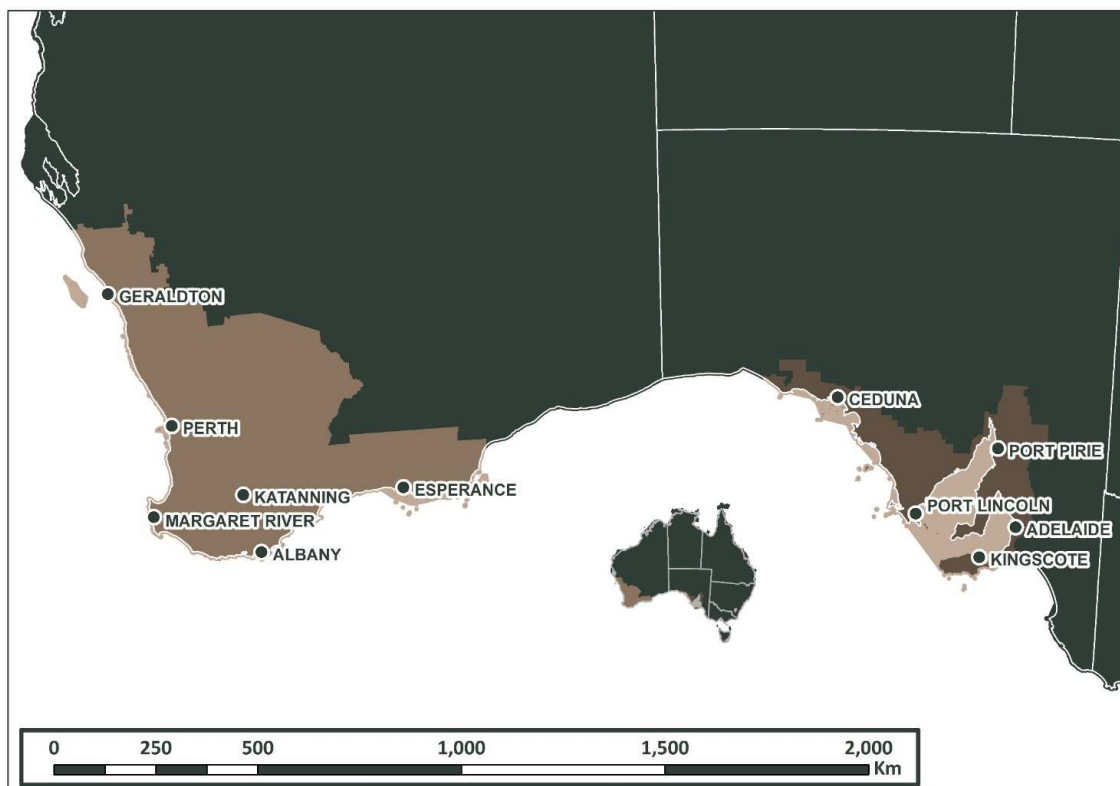 GERALDTON
PERTH
KATANNING
ESPERANCE
MARGARET RIVER
ALBANY
CEDUNA
PORT PIRIE
PORT LINCOLN
ADELAIDE
KINGSCOTE
0 250 500 1,000 1,500 2,000
Km